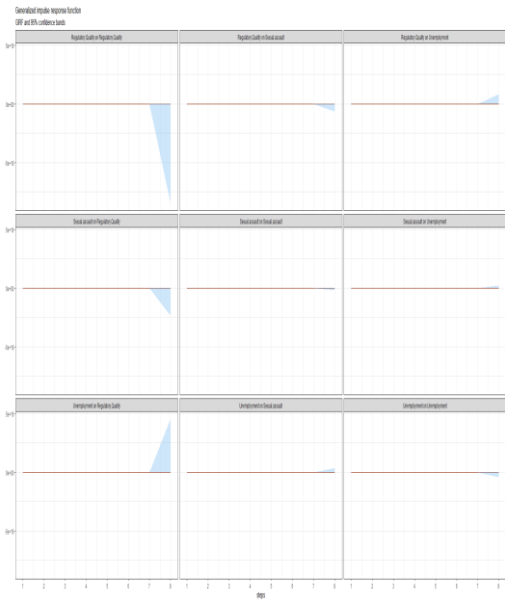 Generalized impulse response function
GIRF and 95% confidence bands
Regulatory Quality on Regulatory Quality
Regulatory Quality on Sexual assault
Regulatory Quality on Unemployment
Sexual assault on Regulatory Quality
Sexual assault on Sexual assault
Sexual assault on Unemployment
Unemployment on Regulatory Quality
Unemployment on Sexual assault
Unemployment on Unemployment
1 2 3 4 5 6 7 8 1 2 3 4 5 6 7 8 1 2 3 4 5 6 7 8
steps